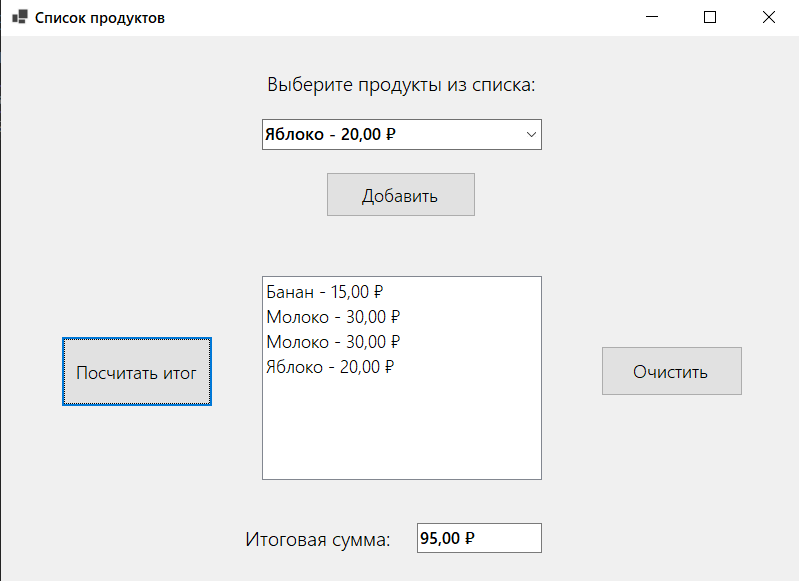 Список продуктов
Выберите продукты из списка:
Яблоко - 20,00 ₽
Добавить
Банан - 15,00 ₽
Молоко - 30,00 ₽
Молоко - 30,00 ₽
Яблоко - 20,00 ₽
Посчитать итог
Очистить
Итоговая сумма: 95,00 ₽